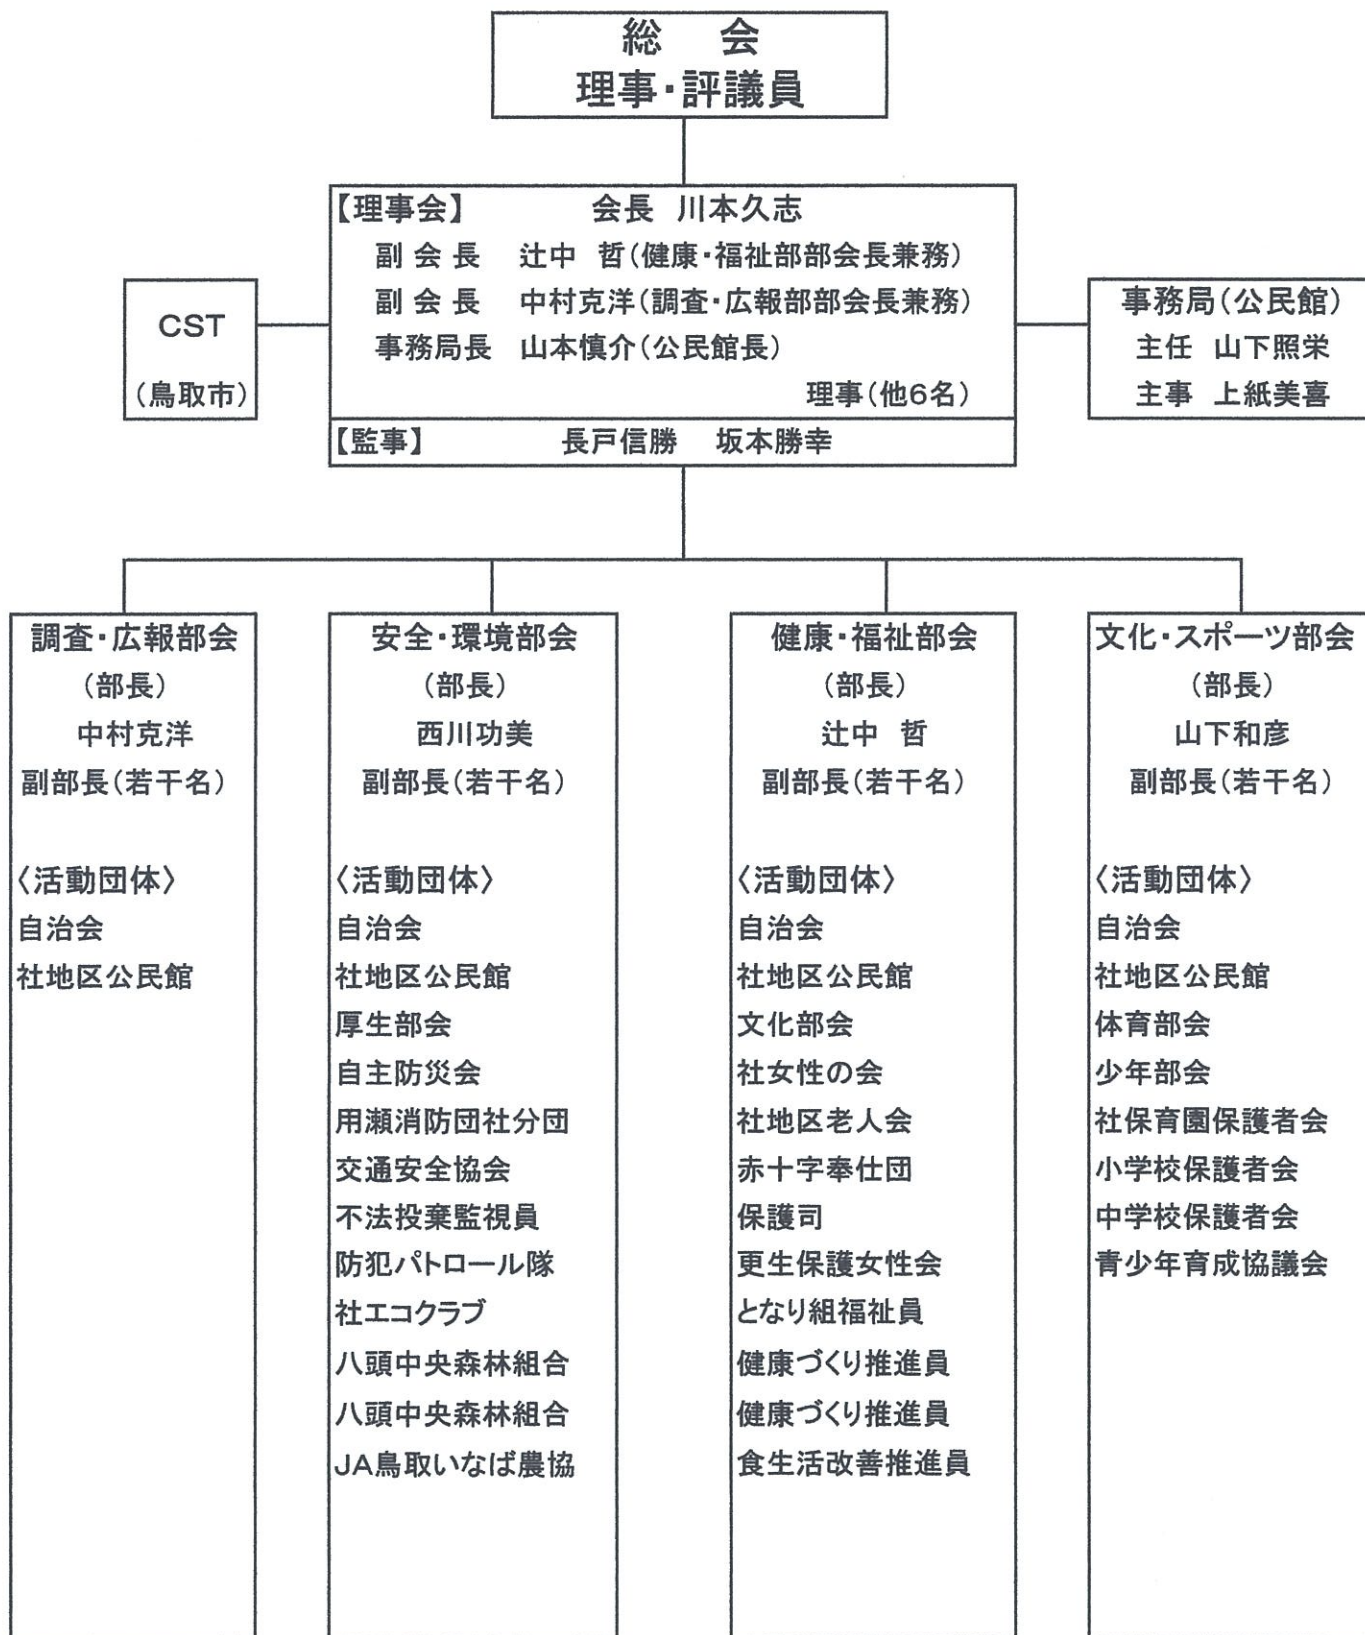 総　会
理事・評議員
【理事会】　会長　川本久志
副 会 長　辻中　哲（健康・福祉部部会長兼務）
副 会 長　中村克洋（調査・広報部部会長兼務）
事務局長　山本慎介（公民館長）
理事（他6名）
【監事】　長戸信勝　坂本勝幸
CST
（鳥取市）
事務局（公民館）
主任　山下照栄
主事　上紙美喜
調査・広報部会
（部長）
中村克洋
副部長（若干名）
〈活動団体〉
自治会
社地区公民館
安全・環境部会
（部長）
西川功美
副部長（若干名）
〈活動団体〉
自治会
社地区公民館
厚生部会
自主防災会
用瀬消防団社分団
交通安全協会
不法投棄監視員
防犯パトロール隊
社エコクラブ
八頭中央森林組合
八頭中央森林組合
JA鳥取いなば農協
健康・福祉部会
（部長）
辻中　哲
副部長（若干名）
〈活動団体〉
自治会
社地区公民館
文化部会
社女性の会
社地区老人会
赤十字奉仕団
保護司
更生保護女性会
となり組福祉員
健康づくり推進員
健康づくり推進員
食生活改善推進員
文化・スポーツ部会
（部長）
山下和彦
副部長（若干名）
〈活動団体〉
自治会
社地区公民館
体育部会
少年部会
社保育園保護者会
小学校保護者会
中学校保護者会
青少年育成協議会